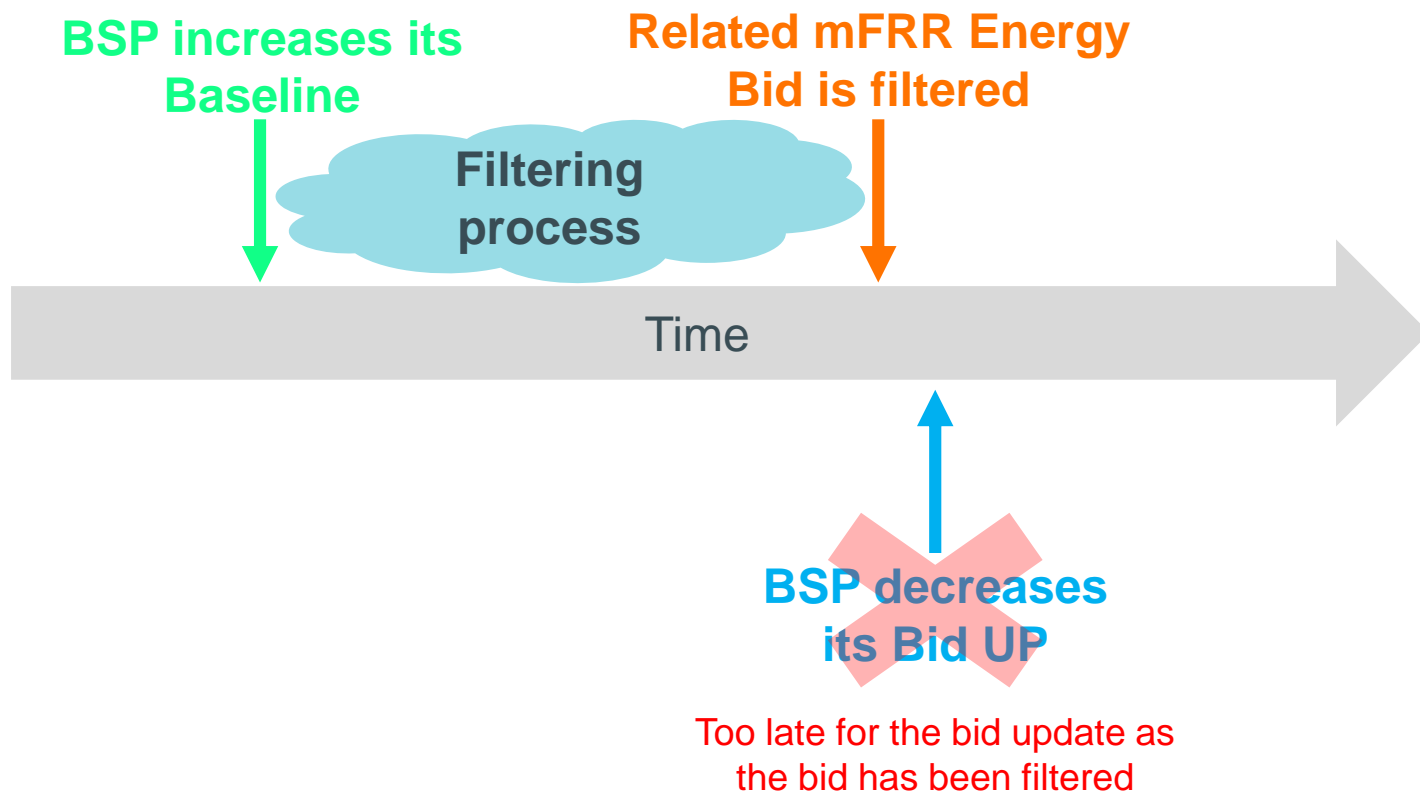 BSP increases its
Baseline
Related mFRR Energy
Bid is filtered
Filtering
process
Time
BSP decreases
its Bid UP
Too late for the bid update as
the bid has been filtered